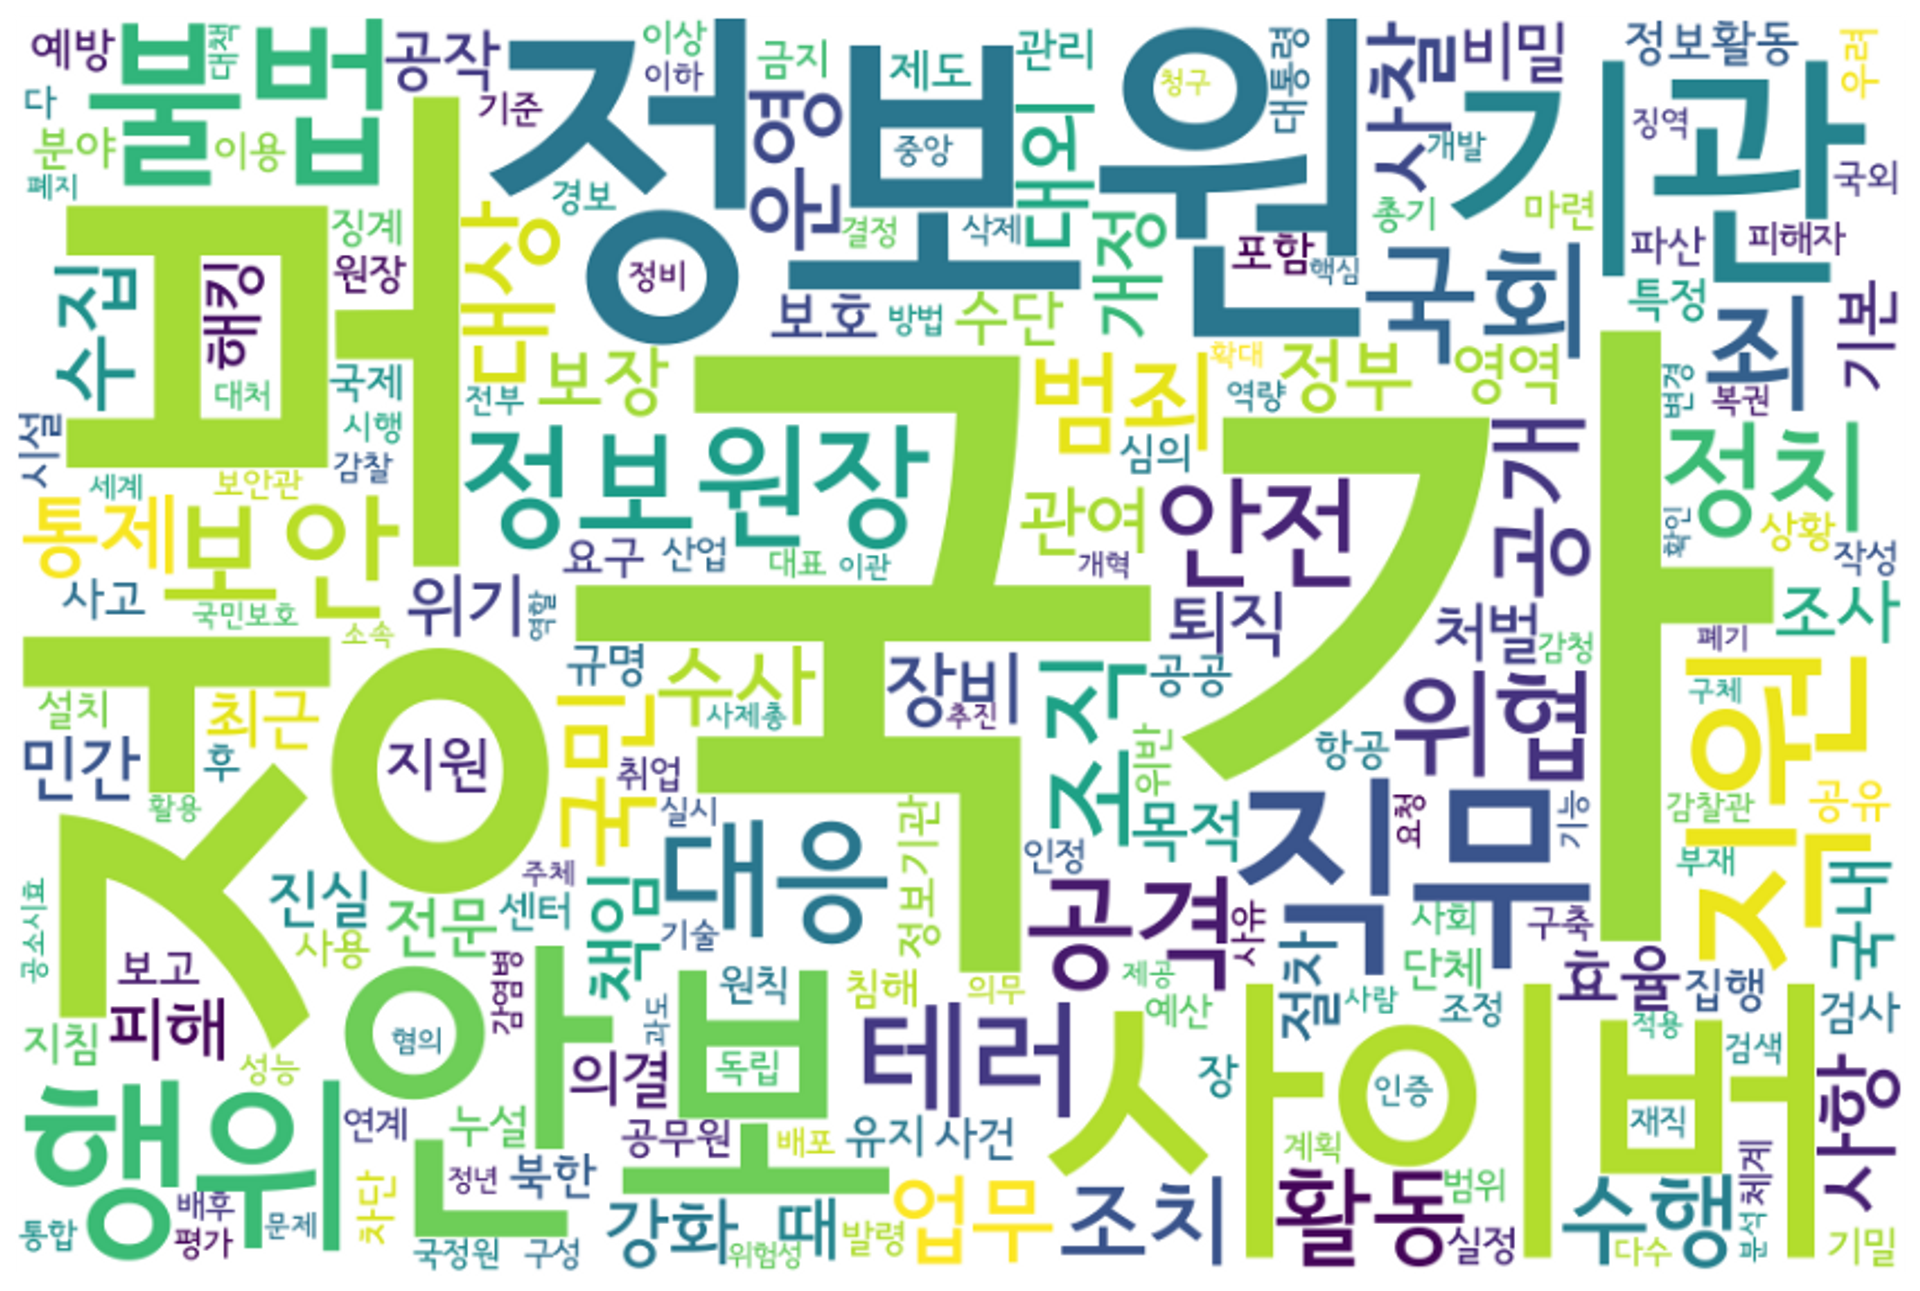 예방
불법
대책
공작
정보원
이상
이하
금지
제도
관리
청구
대통령
사찰
비밀
정보활동
우려
다
분야
이용
폐지
기준
경보
운영
중앙
대외
개발
기관
징역
국외
법
징계
원장
대상
정비
결정
삭제
개정
포함
핵심
총기
마련
파산
피해자
수집
해킹
대처
국제
시행
감찰
보호
방법
수단
국회
특정
죄
기본
시설
세계
보안관
전부
보장
국가
범죄
확대
역량
정부
영역
변경
복권
통제
보안
정보원장
심의
관여
안전
공개
정치
확인
상황
작성
사고
국민보호
소속
위기
역할
요구
산업
대표
이관
개혁
퇴직
처벌
감청
폐기
조사
정
설치
최근
지원
규명
수사
사제총
장비
추진
조직
공공
위협
구체
직원
민간
후
활용
국민
취업
실시
위반
항공
목적
직무
요청
기능
감찰관
공유
부재
국내
공소시효
진실
사용
전문
주체
센터
책임
기술
대응
정보기관
인정
공격
사유
사회
단체
구축
보고
피해
지침
성능
혐의
안보
감염병
과도
원칙
독립
침해
의무
제공
예산
절차
사람
조정
효율
집행
적용
검색
검사
행위
연계
누설
의결
공무원
배포
테러
유지
사건
장
사이버
인증
계획
재직
사항
통합
배후
평가
문제
차단
정년
국정원
북한
구성
강화
위험성
때
발령
업무
조치
활동
범위
실정
수행
다수
분석
체계
기밀